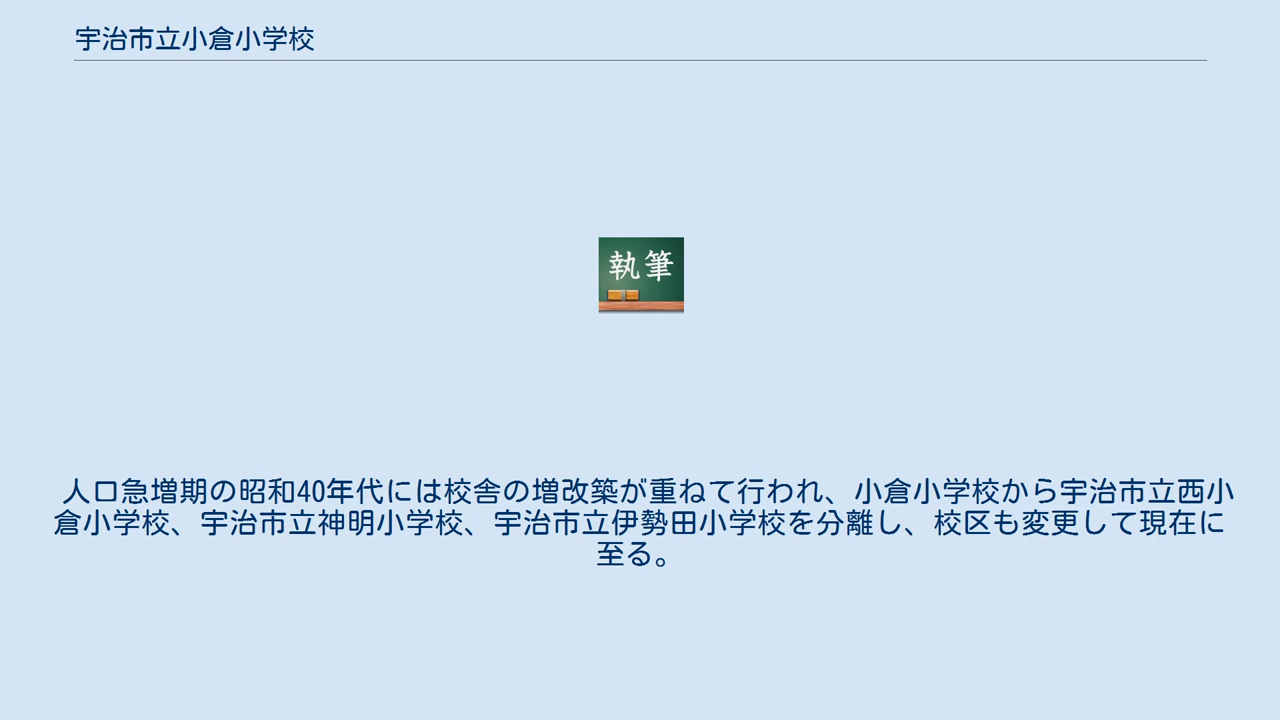 宇治市立小倉小学校
執筆
人口急増期の昭和40年代には校舎の増改築が重ねて行われ、小倉小学校から宇治市立西小
倉小学校、宇治市立神明小学校、宇治市立伊勢田小学校を分離し、校区も変更して現在に
至る。